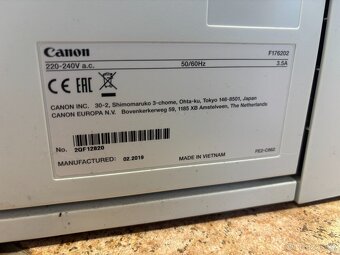 Canon
F176202
220-240V a.c.
50/60Hz
3.5A
CE EAC
CANON INC. 30-2, Shimomaruko 3-chome, Ohta-ku, Tokyo 146-8501, Japan
CANON EUROPA N.V. Bovenkerkerweg 59, 1185 XB Amstelveen, The Netherlands
No. 2QF12820
MANUFACTURED: 02.2019
MADE IN VIETNAM